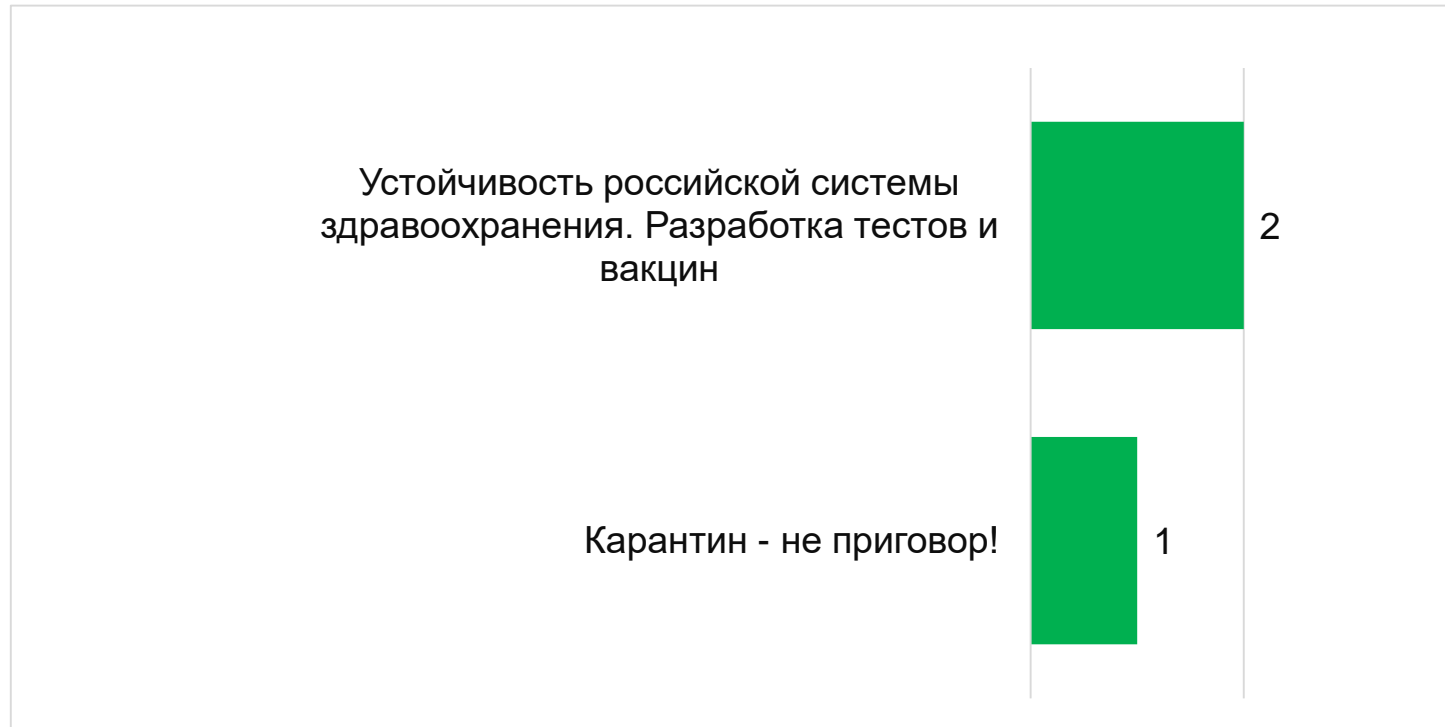 Устойчивость российской системы
здравоохранения. Разработка тестов и
вакцин
2
Карантин - не приговор!
1